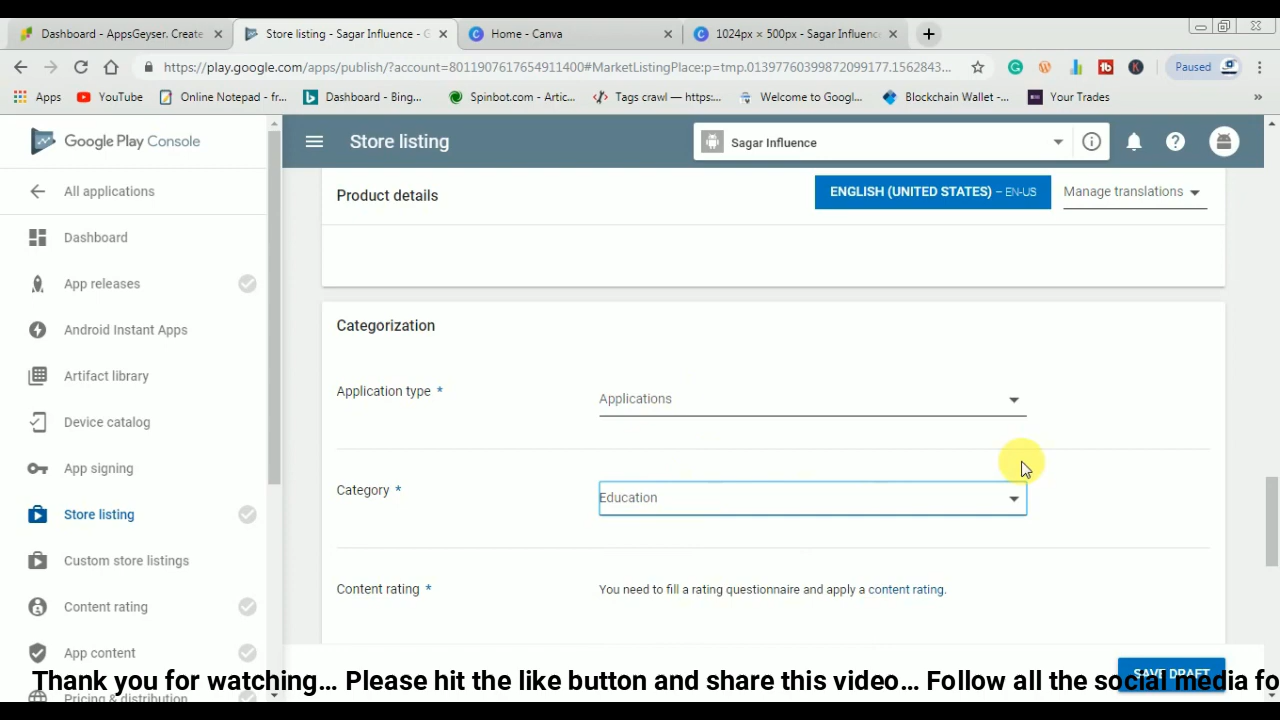 Dashboard - AppsGeyser. Create
Store listing - Sagar Influence - G
Home - Canva
1024px × 500px - Sagar Influence
https://play.google.com/apps/publish/?account=8011907617654911400#MarketListingPlace:p=tmp.01397760399872099177.1562843...
Paused
Apps
YouTube
Online Notepad - fr...
Dashboard - Bing...
Spinbot.com - Artic...
Tags crawl — https:...
Welcome to Googl...
Blockchain Wallet -...
Your Trades
»
Google Play Console
Store listing
Sagar Influence
All applications
Product details
ENGLISH (UNITED STATES) – EN-US
Manage translations
Dashboard
App releases
Android Instant Apps
Artifact library
Device catalog
App signing
Store listing
Custom store listings
Content rating
App content
Pricing & distribution
Categorization
Application type *
Applications
Category *
Education
Content rating *
You need to fill a rating questionnaire and apply a content rating.
SAVE DRAFT
Thank you for watching... Please hit the like button and share this video... Follow all the social media fo